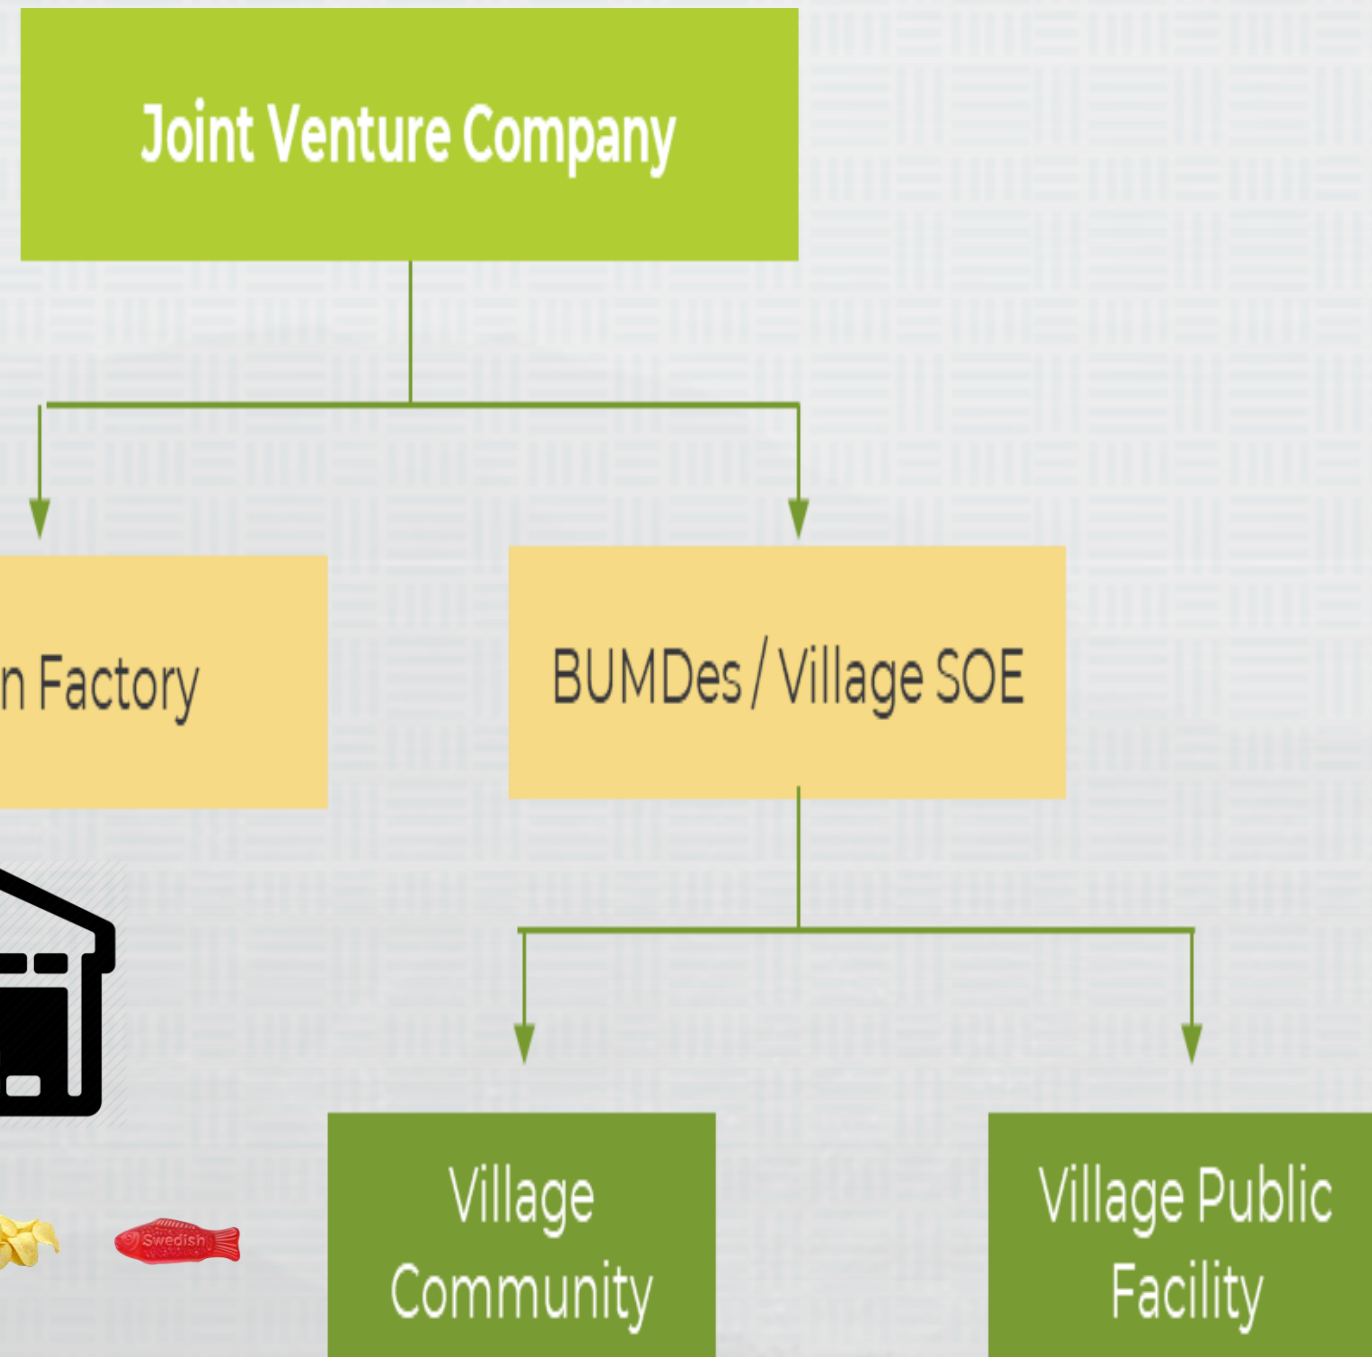 Joint Venture Company
n Factory
BUMDes / Village SOE
Swedish
Village
Community
Village Public
Facility